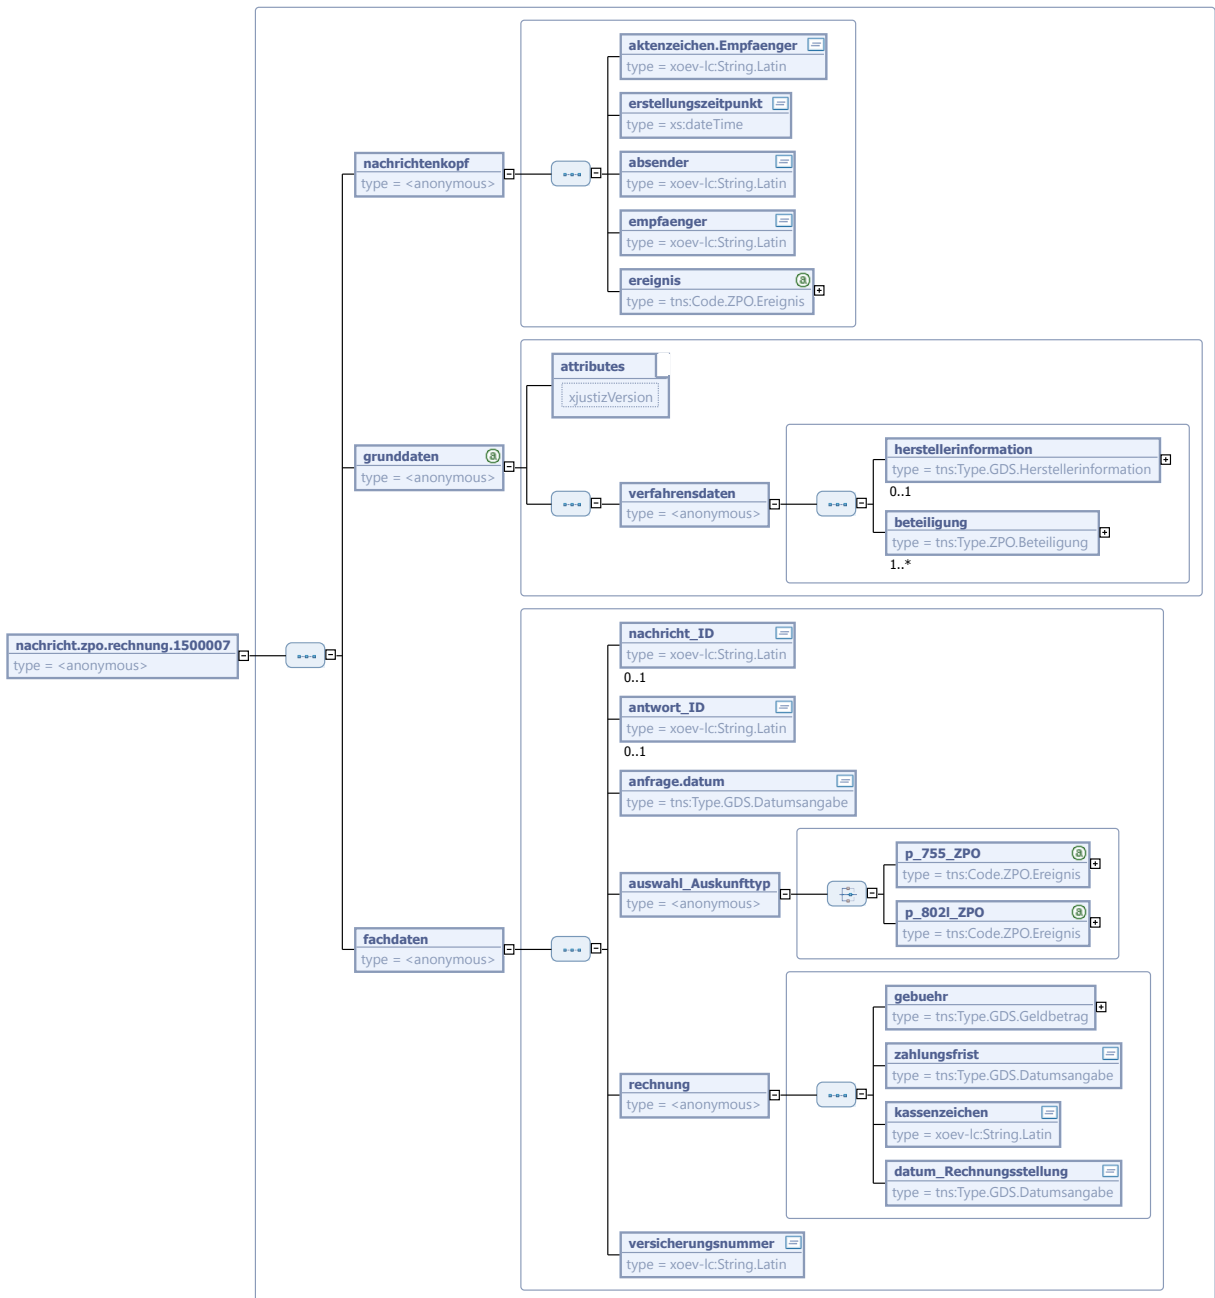 aktenzeichen.Empfaenger
type = xoev-lc:String.Latin
erstellungszeitpunkt
type = xs:dateTime
nachrichtenkopf
type = <anonymous>
absender
type = xoev-lc:String.Latin
empfaenger
type = xoev-lc:String.Latin
ereignis
a
type = tns:Code.ZPO.Ereignis
attributes
xjustizVersion
grunddaten
a
type = <anonymous>
verfahrensdaten
type = <anonymous>
herstellerinformation
type = tns:Type.GDS.Herstellerinformation
0..1
beteiligung
type = tns:Type.ZPO.Beteiligung
1..*
nachricht.zpo.rechnung.1500007
type = <anonymous>
nachricht_ID
type = xoev-lc:String.Latin
0..1
antwort_ID
type = xoev-lc:String.Latin
0..1
anfrage.datum
type = tns:Type.GDS.Datumsangabe
auswahl_Auskunfttyp
type = <anonymous>
p_755_ZPO
a
type = tns:Code.ZPO.Ereignis
p_802l_ZPO
a
type = tns:Code.ZPO.Ereignis
fachdaten
type = <anonymous>
rechnung
type = <anonymous>
gebuehr
type = tns:Type.GDS.Geldbetrag
zahlungsfrist
type = tns:Type.GDS.Datumsangabe
kassenzeichen
type = xoev-lc:String.Latin
datum_Rechnungsstellung
type = tns:Type.GDS.Datumsangabe
versicherungsnummer
type = xoev-lc:String.Latin